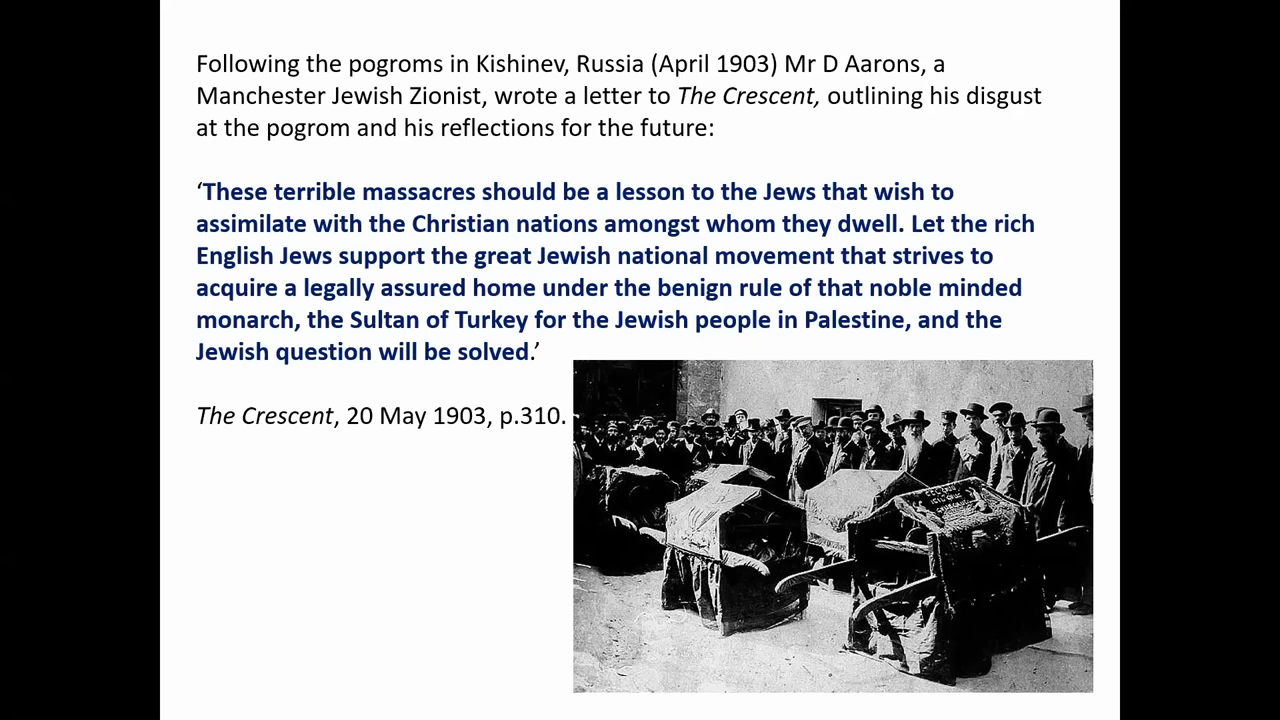 Following the pogroms in Kishinev, Russia (April 1903) Mr D Aarons, a
Manchester Jewish Zionist, wrote a letter to The Crescent, outlining his disgust
at the pogrom and his reflections for the future:
‘These terrible massacres should be a lesson to the Jews that wish to
assimilate with the Christian nations amongst whom they dwell. Let the rich
English Jews support the great Jewish national movement that strives to
acquire a legally assured home under the benign rule of that noble minded
monarch, the Sultan of Turkey for the Jewish people in Palestine, and the
Jewish question will be solved.’
The Crescent, 20 May 1903, p.310.